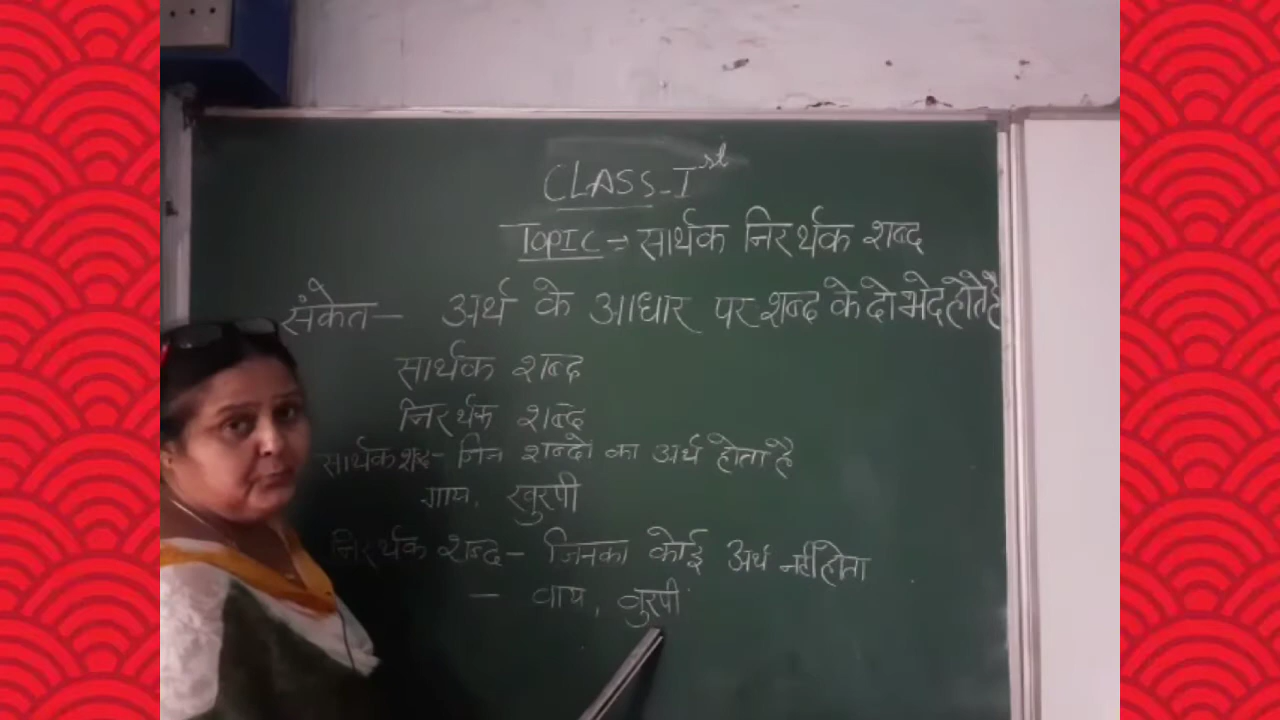 CLASS-Ist
TOPIC = सार्थक निरर्थक शब्द
संकेत - अर्थ के आधार पर शब्द के दो भेद होते है
सार्थक शब्द
निरर्थक शब्द
सार्थक शब्द - जिन शब्दो का अर्थ होता है
गाय, खुरपी
निरर्थक शब्द - जिनका कोई अर्थ नहीं होता
- वाय, वुरपी